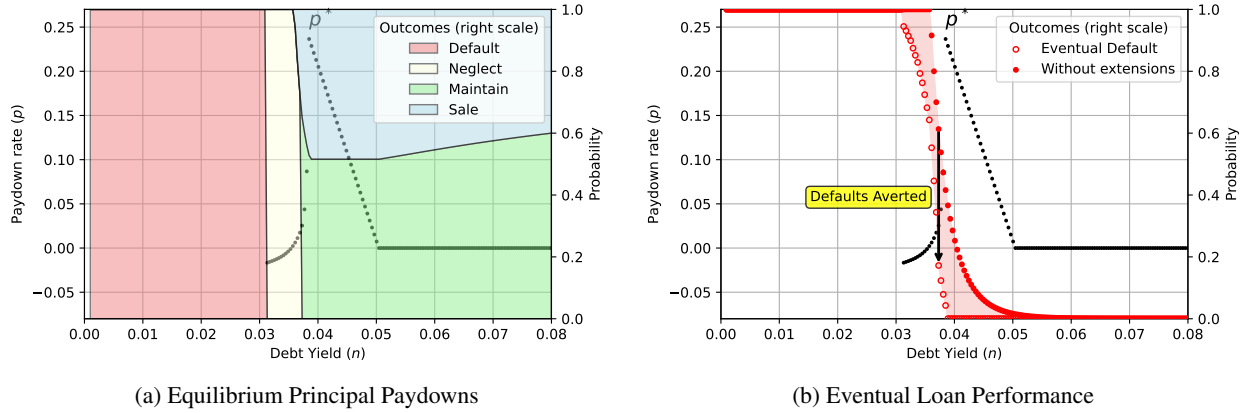 0.25
0.20
0.15
0.10
0.05
0.00
−0.05
Paydown rate (p)
0.00 0.01 0.02 0.03 0.04 0.05 0.06 0.07 0.08
Debt Yield (n)
1.0
0.8
0.6
0.4
0.2
0.0
Probability
p*
Outcomes (right scale)
Default
Neglect
Maintain
Sale
(a) Equilibrium Principal Paydowns
0.25
0.20
0.15
0.10
0.05
0.00
−0.05
Paydown rate (p)
0.00 0.01 0.02 0.03 0.04 0.05 0.06 0.07 0.08
Debt Yield (n)
1.0
0.8
0.6
0.4
0.2
0.0
Probability
p*
Outcomes (right scale)
Eventual Default
Without extensions
Defaults Averted
(b) Eventual Loan Performance